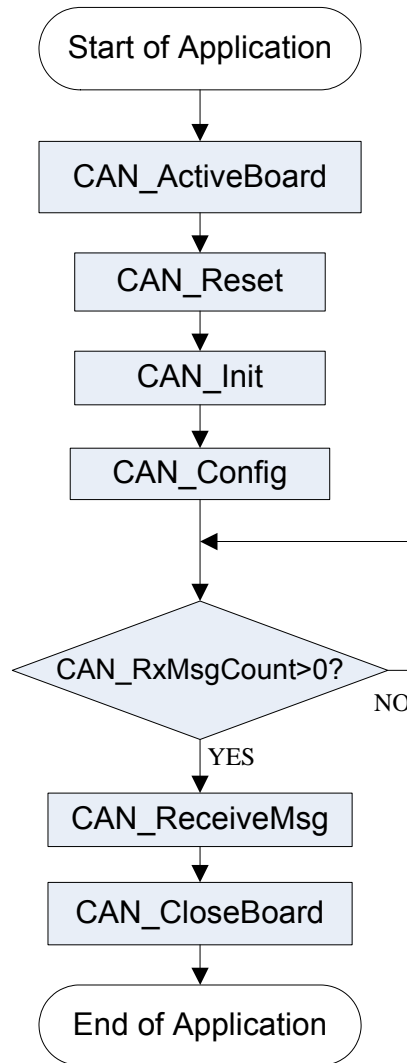 Start of Application
CAN_ActiveBoard
CAN_Reset
CAN_Init
CAN_Config
CAN_RxMsgCount>0?
NO
YES
CAN_ReceiveMsg
CAN_CloseBoard
End of Application